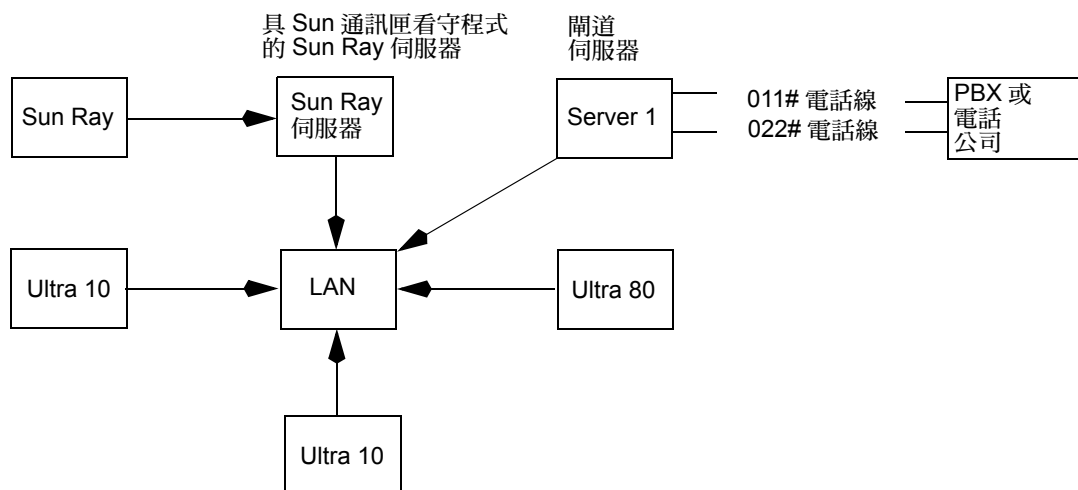 具 Sun 通訊匣看守程式
的 Sun Ray 伺服器
閘道
伺服器
Sun Ray
Sun Ray
伺服器
Server 1
011# 電話線
022# 電話線
PBX 或
電話
公司
Ultra 10
LAN
Ultra 80
Ultra 10